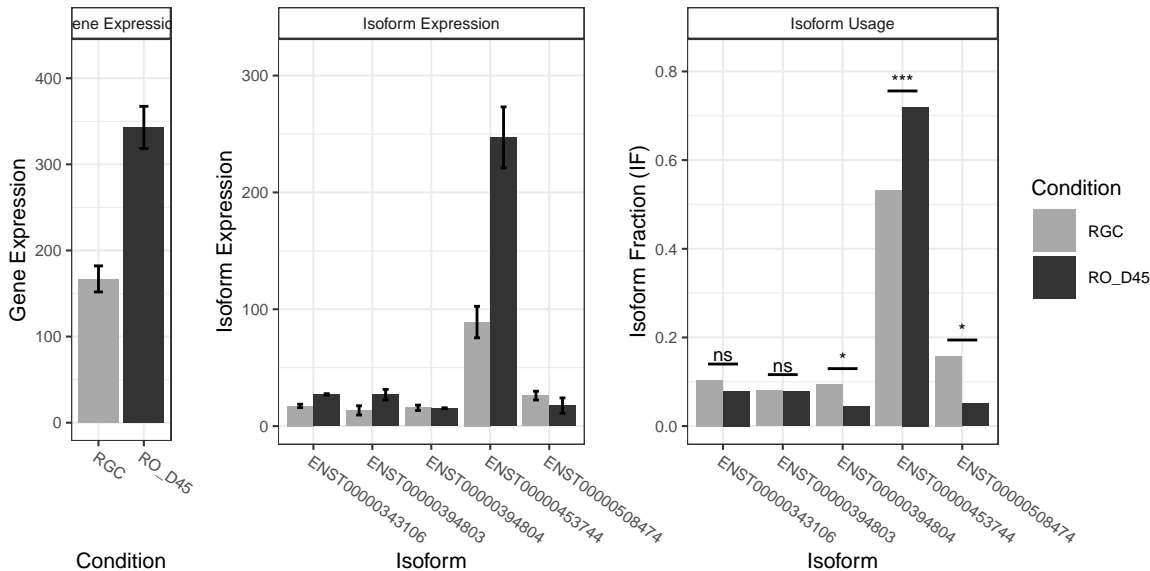 ene Expressio
Isoform Expression
Isoform Usage
Gene Expression
400
300
200
100
0
RGC
RO_D45
Condition
Isoform Expression
300
200
100
0
ENST00000343106
ENST00000394803
ENST00000394804
ENST00000453744
ENST00000508474
Isoform
Isoform Fraction (IF)
0.8
0.6
0.4
0.2
0.0
ns
ns
*
***
*
ENST00000343106
ENST00000394803
ENST00000394804
ENST00000453744
ENST00000508474
Isoform
Condition
RGC
RO_D45